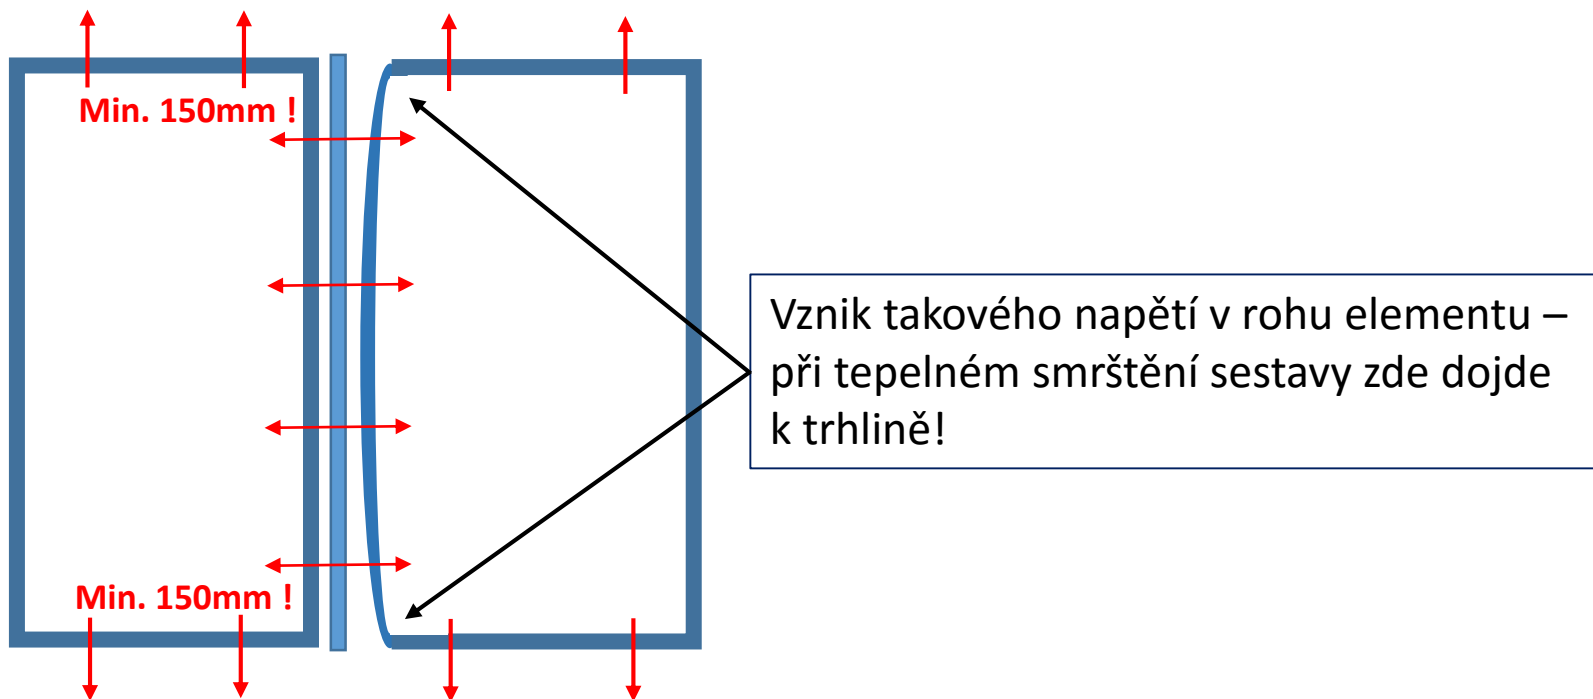 Min. 150mm !
Vznik takového napětí v rohu elementu –
při tepelném smrštění sestavy zde dojde
k trhlině!
Min. 150mm !